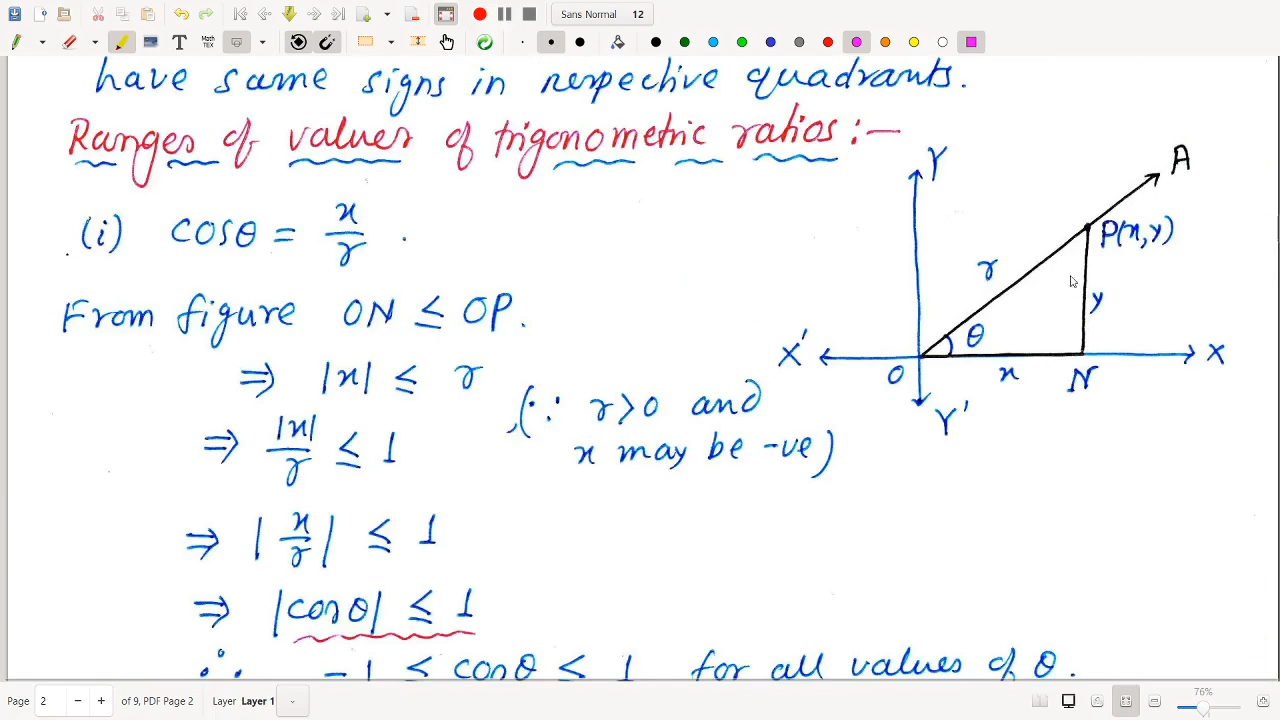 Sans Normal 12
T Math TEX
have same signs in respective quadrants.
Ranges of values of trigonometric ratios:—
Y
A
(i) cosθ = x/r .
P(x,y)
r
From figure ON ≤ OP.
y
θ
X' O x N X
⇒ |x| ≤ r
Y'
,(∵ r>0 and
⇒ |x|/r ≤ 1
x may be -ve)
⇒ |x/r| ≤ 1
⇒ |cosθ| ≤ 1
∴ -1 ≤ cosθ ≤ 1 for all values of θ.
76%
Page 2 of 9, PDF Page 2 Layer Layer 1